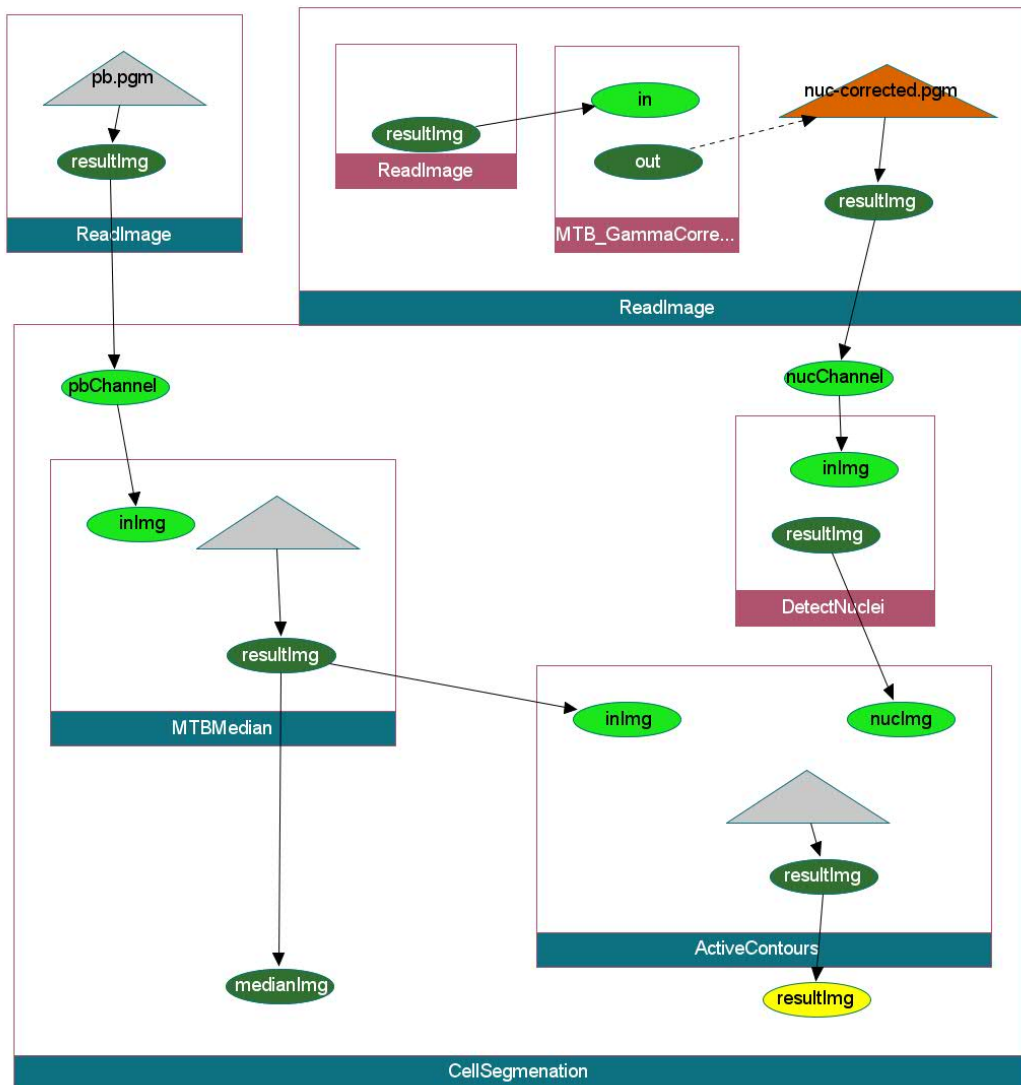 pb.pgm
resultImg
ReadImage
resultImg
ReadImage
in
out
MTB_GammaCorre...
nuc-corrected.pgm
resultImg
ReadImage
pbChannel
nucChannel
inImg
resultImg
MTBMedian
inImg
resultImg
DetectNuclei
inImg
nucImg
resultImg
ActiveContours
medianImg
resultImg
CellSegmenation